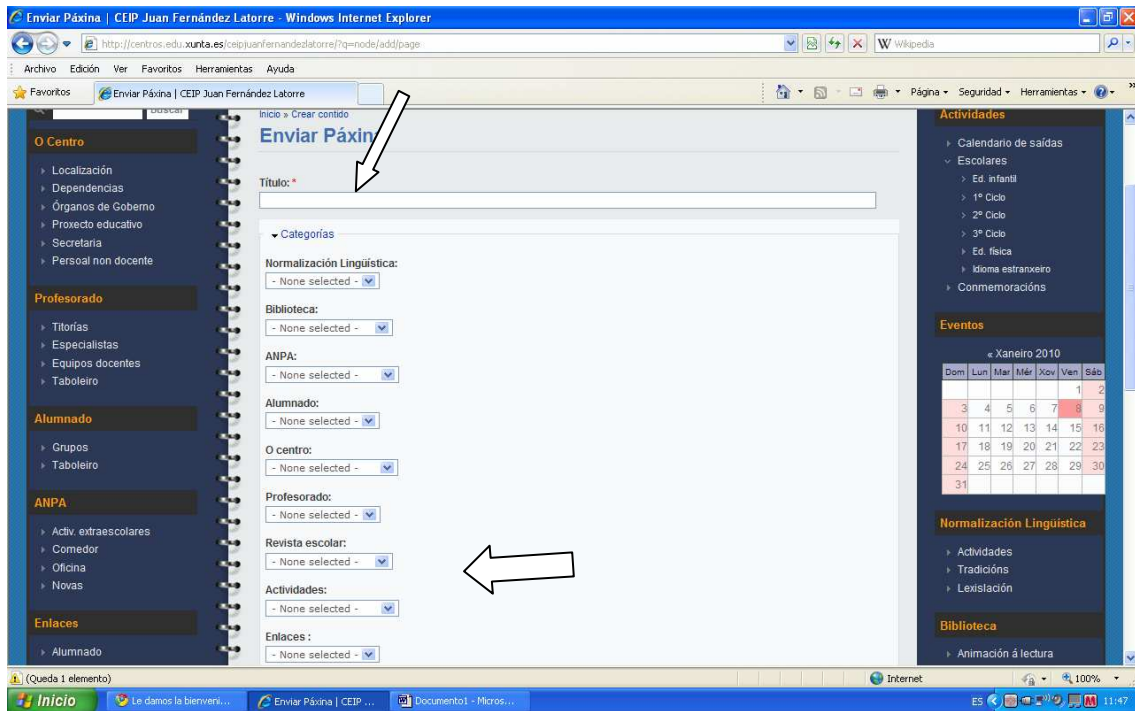 Enviar Páxina | CEIP Juan Fernández Latorre - Windows Internet Explorer
http://centros.edu.xunta.es/ceipjuanfernandezlatorre/?q=node/add/page
Wikipedia
Archivo Edición Ver Favoritos Herramientas Ayuda
Favoritos
Enviar Páxina | CEIP Juan Fernández Latorre
Página Seguridad Herramientas
Buscar
O Centro
Localización
Dependencias
Órganos de Goberno
Proxecto educativo
Secretaria
Persoal non docente
Profesorado
Titorías
Especialistas
Equipos docentes
Taboleiro
Alumnado
Grupos
Taboleiro
ANPA
Activ. extraescolares
Comedor
Oficina
Novas
Enlaces
Alumnado
Inicio » Crear contido
Enviar Páxina
Título: *
Categorías
Normalización Lingüística:
- None selected -
Biblioteca:
- None selected -
ANPA:
- None selected -
Alumnado:
- None selected -
O centro:
- None selected -
Profesorado:
- None selected -
Revista escolar:
- None selected -
Actividades:
- None selected -
Enlaces :
- None selected -
Actividades
Calendario de saídas
Escolares
Ed. infantil
1º Ciclo
2º Ciclo
3º Ciclo
Ed. física
Idioma estranxeiro
Conmemoracións
Eventos
« Xaneiro 2010
Dom Lun Mar Mér Xov Ven Sáb
1 2
3 4 5 6 7 8 9
10 11 12 13 14 15 16
17 18 19 20 21 22 23
24 25 26 27 28 29 30
31
Normalización Lingüística
Actividades
Tradicións
Lexislación
Biblioteca
Animación á lectura
(Queda 1 elemento)
Internet
100%
Inicio
Le damos la bienveni...
Enviar Páxina | CEIP ...
Documento1 - Micros...
ES
11:47